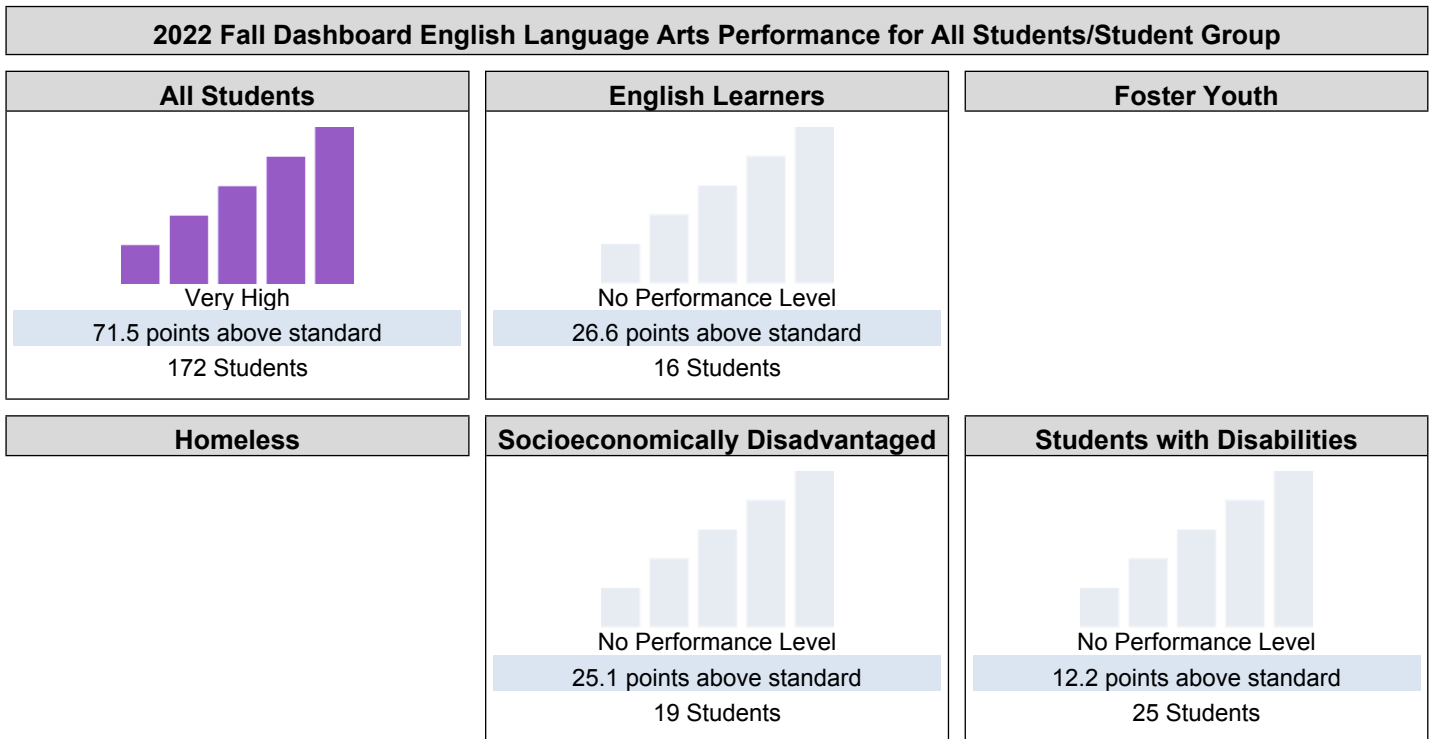 2022 Fall Dashboard English Language Arts Performance for All Students/Student Group
All Students
Very High
71.5 points above standard
172 Students
English Learners
No Performance Level
26.6 points above standard
16 Students
Foster Youth
Homeless
Socioeconomically Disadvantaged
No Performance Level
25.1 points above standard
19 Students
Students with Disabilities
No Performance Level
12.2 points above standard
25 Students